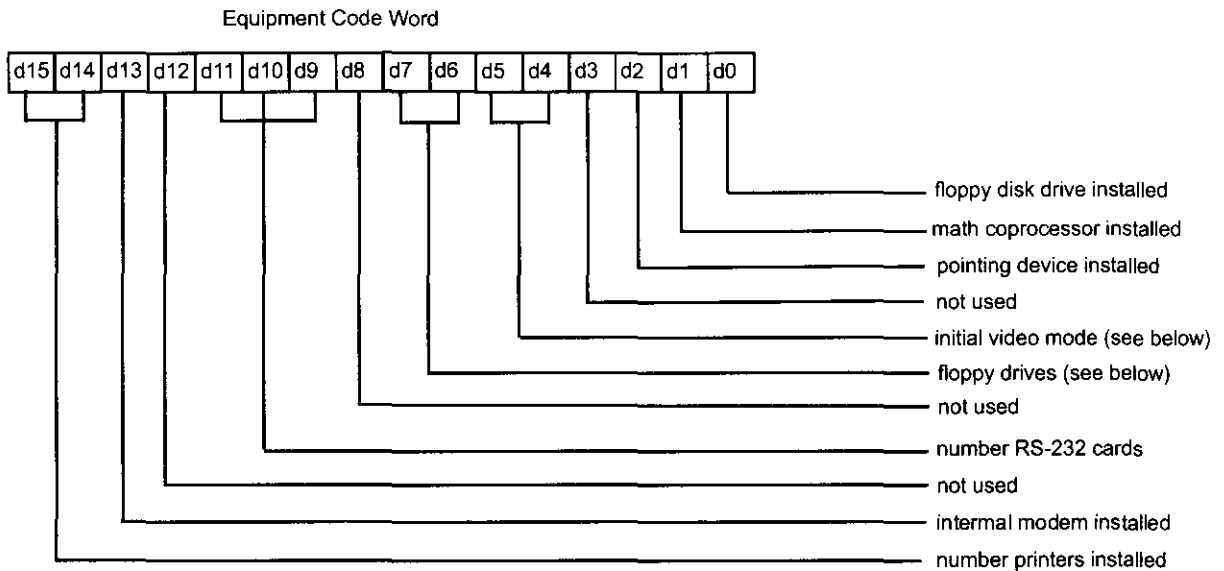 Equipment Code Word
d15 d14 d13 d12 d11 d10 d9 d8 d7 d6 d5 d4 d3 d2 d1 d0
floppy disk drive installed
math coprocessor installed
pointing device installed
not used
initial video mode (see below)
floppy drives (see below)
not used
number RS-232 cards
not used
intermal modem installed
number printers installed